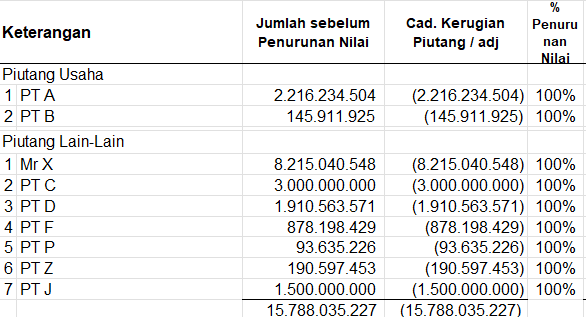 Keterangan Jumlah sebelum Penurunan Nilai Cad. Kerugian Piutang / adj % Penuru nan Nilai
Piutang Usaha
1 PT A 2.216.234.504 (2.216.234.504) 100%
2 PT B 145.911.925 (145.911.925) 100%
Piutang Lain-Lain
1 Mr X 8.215.040.548 (8.215.040.548) 100%
2 PT C 3.000.000.000 (3.000.000.000) 100%
3 PT D 1.910.563.571 (1.910.563.571) 100%
4 PT F 878.198.429 (878.198.429) 100%
5 PT P 93.635.226 (93.635.226) 100%
6 PT Z 190.597.453 (190.597.453) 100%
7 PT J 1.500.000.000 (1.500.000.000) 100%
15.788.035.227 (15.788.035.227)